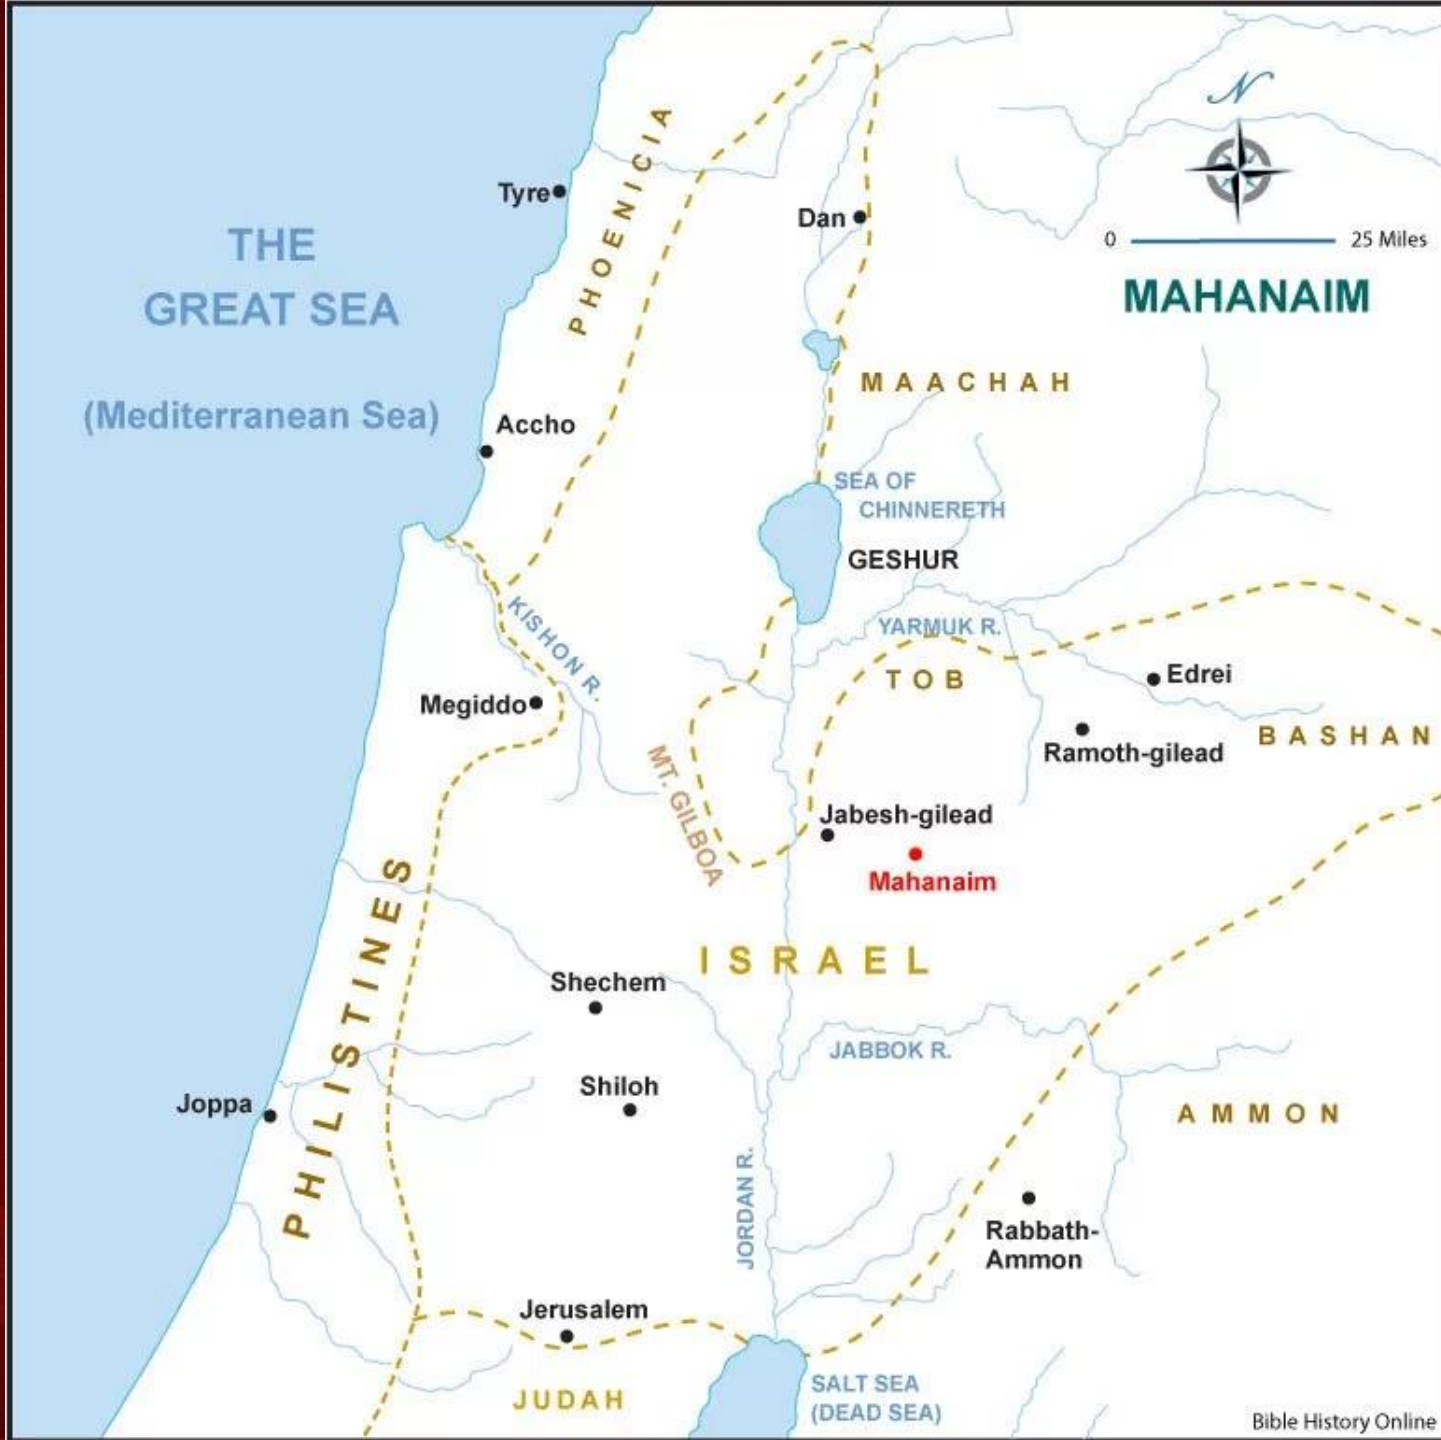 N
0 25 Miles
MAHANAIM
PHOENICIA
Tyre
Dan
THE
GREAT SEA
(Mediterranean Sea)
MAACHAH
Accho
SEA OF
CHINNERETH
GESHUR
KISHON R.
YARMUK R.
TOB
Edrei
Megiddo
BASHAN
Ramoth-gilead
MT. GILBOA
Jabesh-gilead
Mahanaim
PHILISTINES
ISRAEL
Shechem
JABBOK R.
Shiloh
Joppa
AMMON
JORDAN R.
Rabbath-
Ammon
Jerusalem
JUDAH
SALT SEA
(DEAD SEA)
Bible History Online